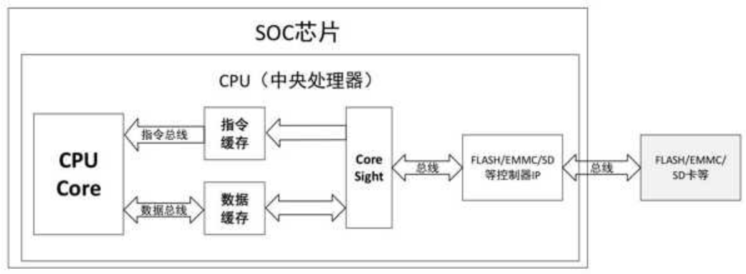 SOC芯片
CPU（中央处理器）
CPU
Core
指令总线
指令
缓存
数据总线
数据
缓存
Core
Sight
总线
FLASH/EMMC/SD
等控制器IP
总线
FLASH/EMMC/
SD卡等